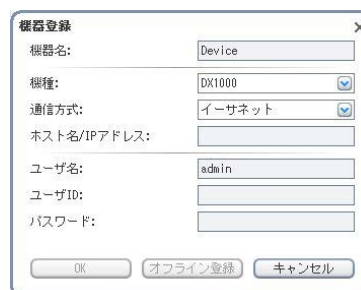 機器登録
機器名: Device
機種: DX1000
通信方式: イーサネット
ホスト名/IPアドレス:
ユーザ名: admin
ユーザID:
パスワード:
OK オフライン登録 キャンセル